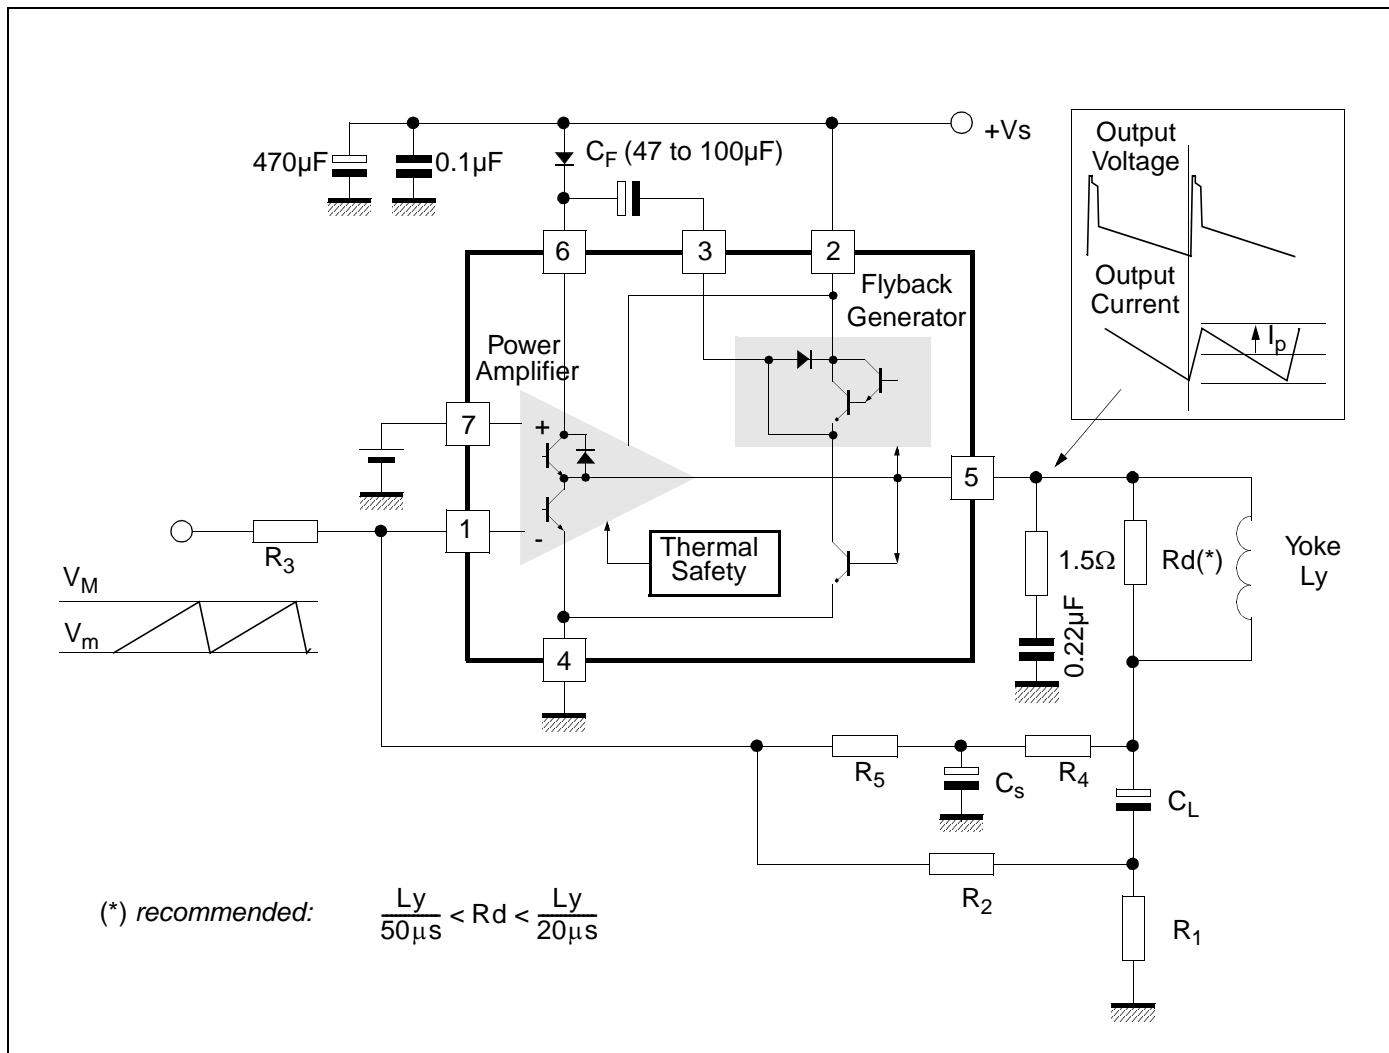 +Vs
Output
Voltage
470µF
0.1µF
C_F (47 to 100µF)
6
3
2
Output
Current
Flyback
Generator
I_p
Power
Amplifier
7
+
5
1
-
R_3
Thermal
Safety
1.5Ω
Rd(*)
Yoke
Ly
V_M
V_m
0.22µF
4
R_5
C_s
R_4
C_L
R_2
R_1
(*) recommended: Ly/50µs < Rd < Ly/20µs